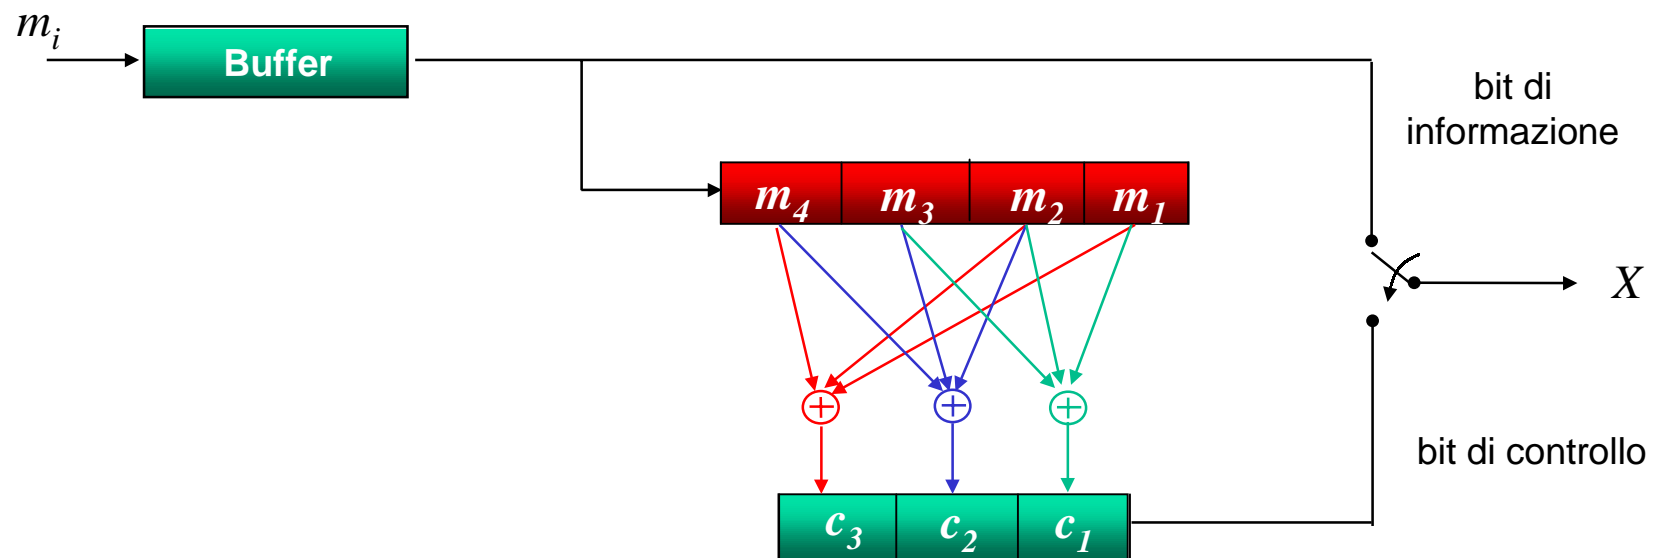 m_i
Buffer
bit di
informazione
m_4 m_3 m_2 m_1
X
+ + +
bit di controllo
c_3 c_2 c_1